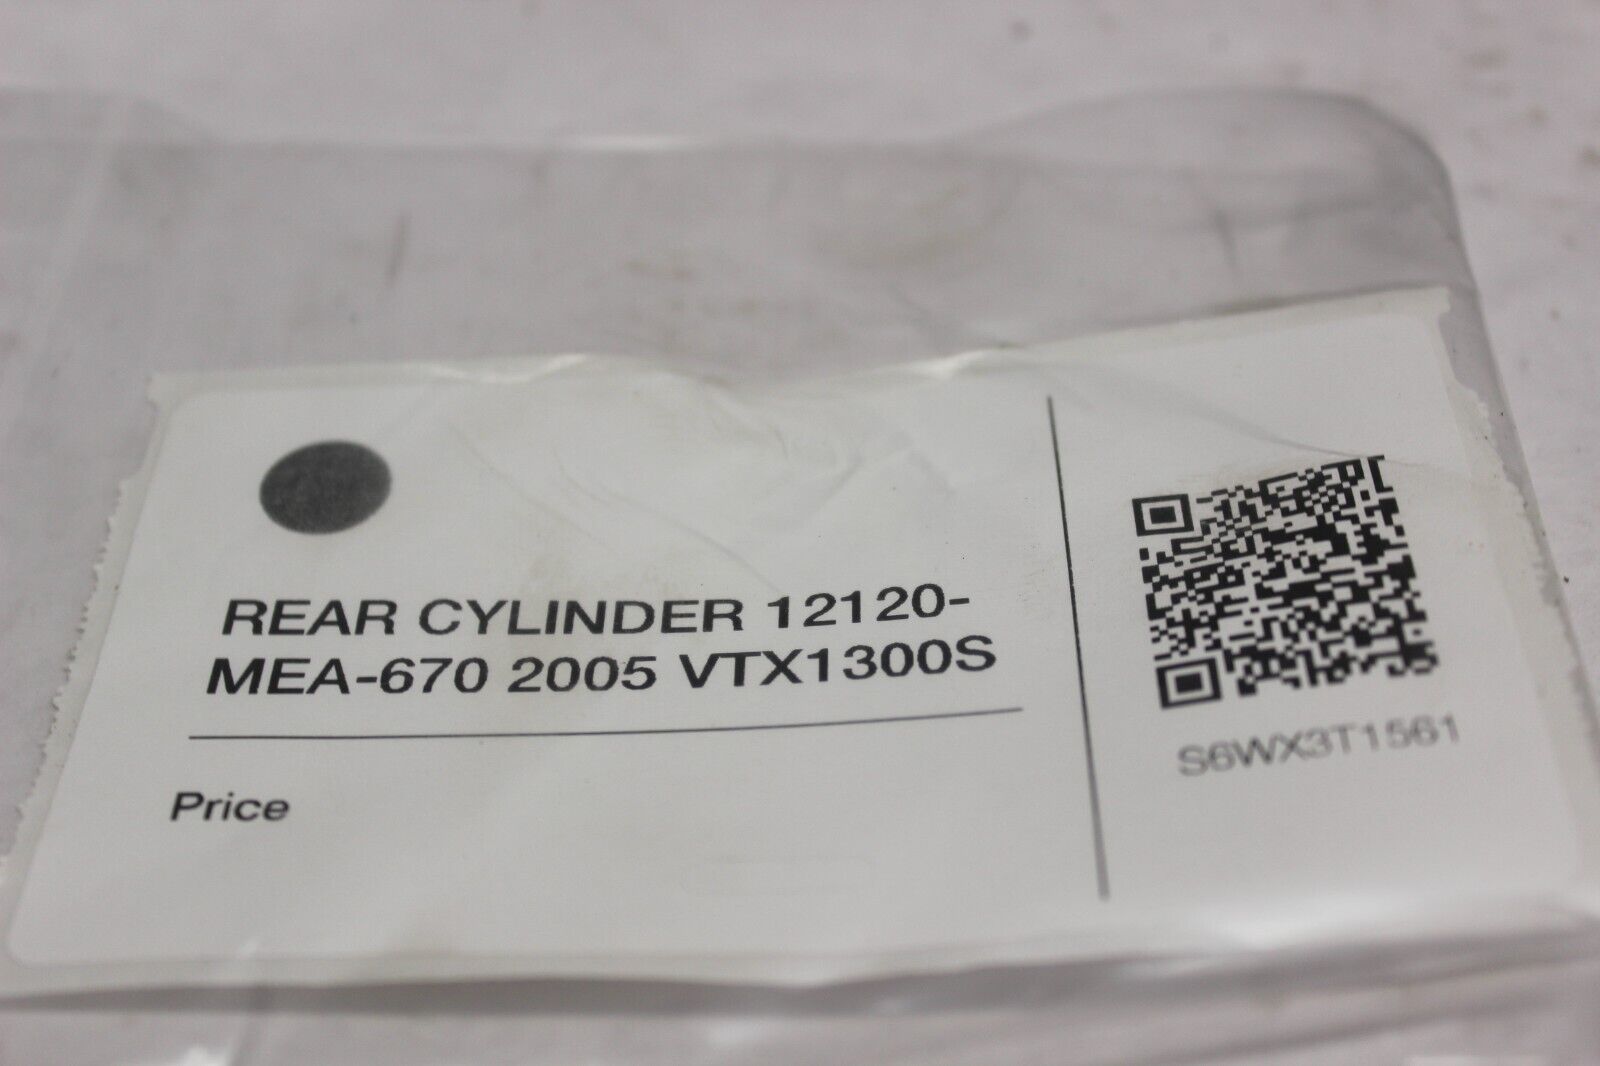 REAR CYLINDER 12120-
MEA-670 2005 VTX1300S
Price
S6WX3T1561